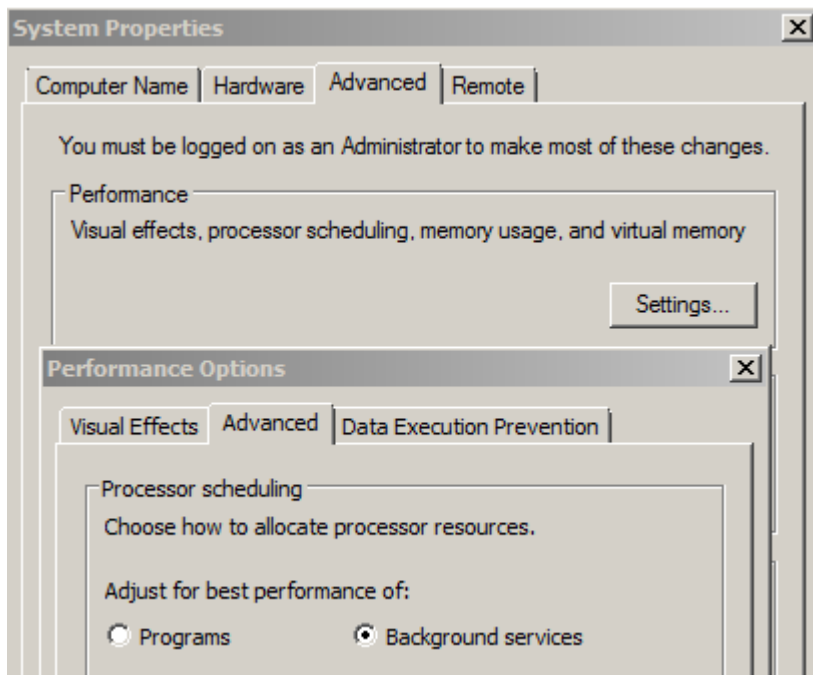 System Properties
Computer Name Hardware Advanced Remote
You must be logged on as an Administrator to make most of these changes.
Performance
Visual effects, processor scheduling, memory usage, and virtual memory
Settings...
Performance Options
Visual Effects Advanced Data Execution Prevention
Processor scheduling
Choose how to allocate processor resources.
Adjust for best performance of:
Programs Background services